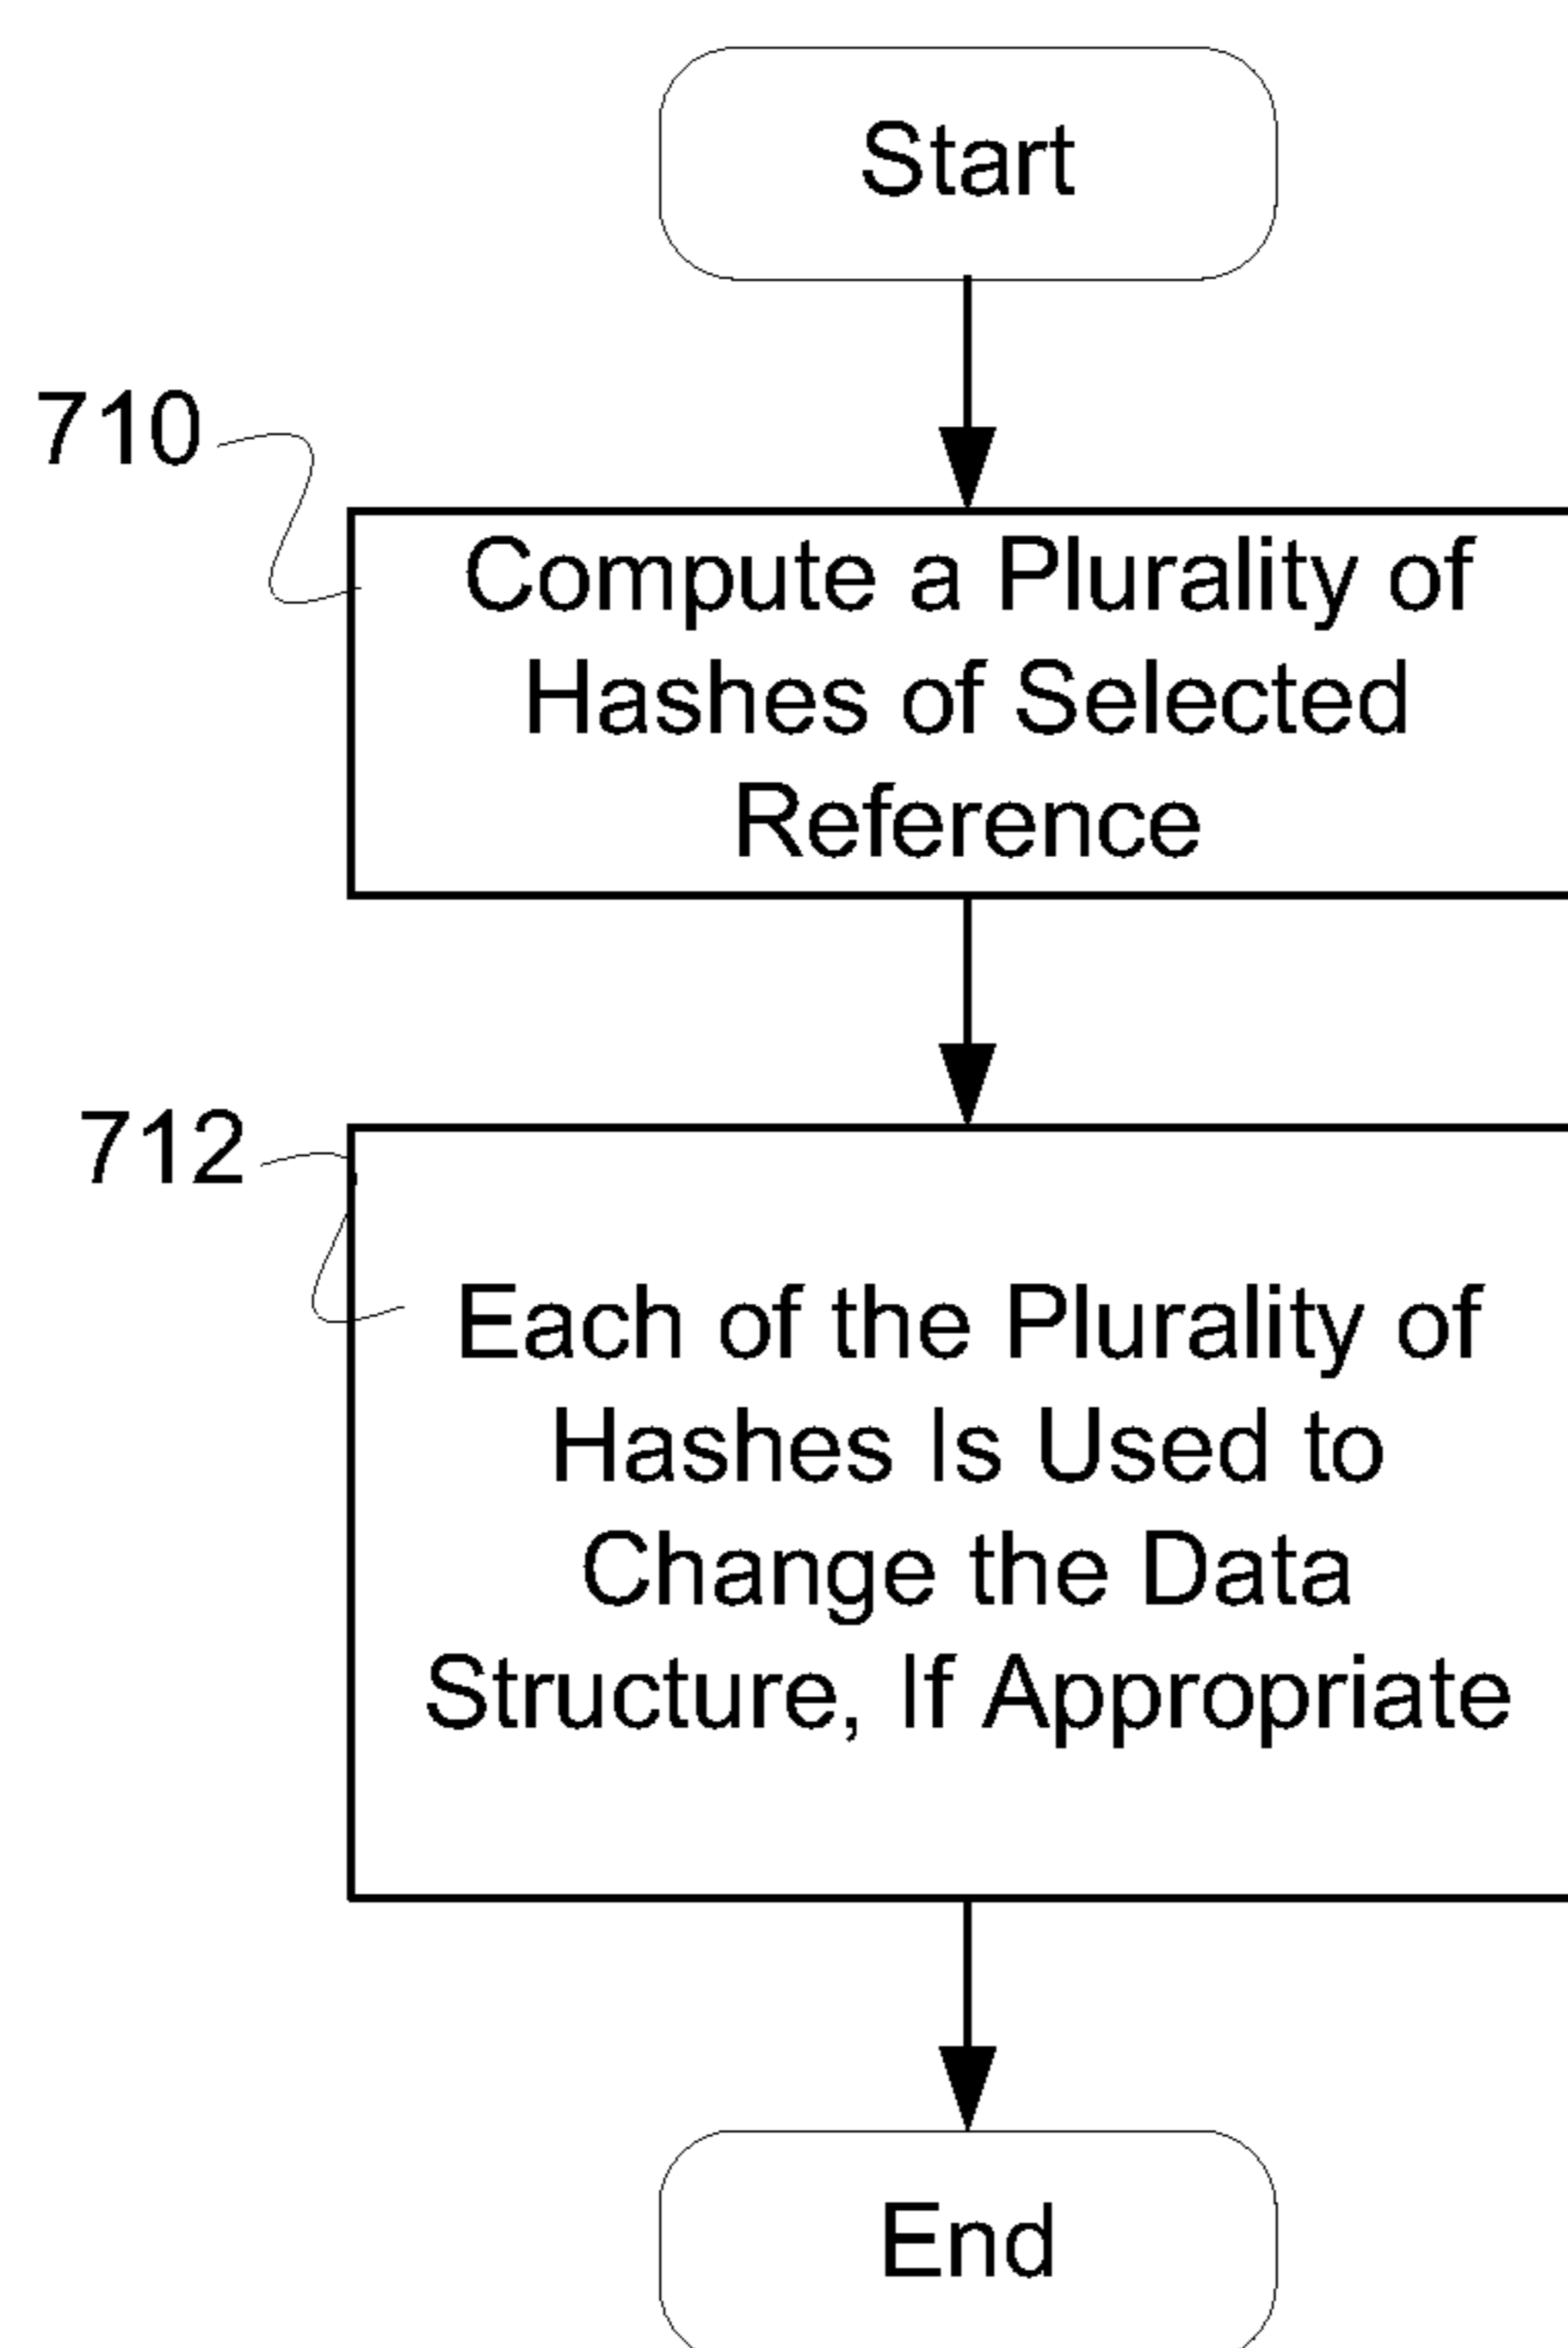 Start
710
Compute a Plurality of
Hashes of Selected
Reference
712
Each of the Plurality of
Hashes Is Used to
Change the Data
Structure, If Appropriate
End